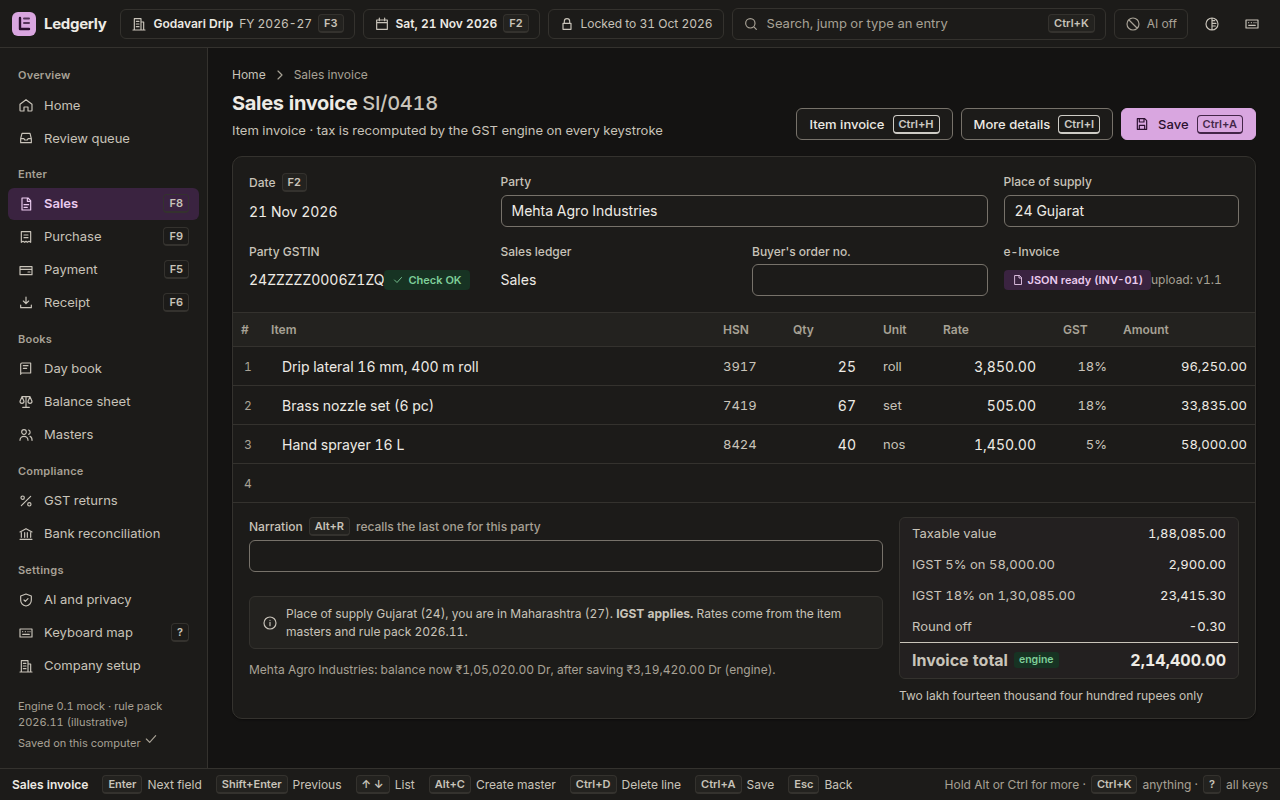 Ledgerly
Godavari Drip FY 2026-27 F3
Sat, 21 Nov 2026 F2
Locked to 31 Oct 2026
Search, jump or type an entry Ctrl+K
AI off
Overview
Home
Review queue
Enter
Sales F8
Purchase F9
Payment F5
Receipt F6
Books
Day book
Balance sheet
Masters
Compliance
GST returns
Bank reconciliation
Settings
AI and privacy
Keyboard map ?
Company setup
Engine 0.1 mock · rule pack
2026.11 (illustrative)
Saved on this computer
Home > Sales invoice
Sales invoice SI/0418
Item invoice · tax is recomputed by the GST engine on every keystroke
Item invoice Ctrl+H
More details Ctrl+I
Save Ctrl+A
Date F2 Party Place of supply
21 Nov 2026 Mehta Agro Industries 24 Gujarat
Party GSTIN Sales ledger Buyer's order no. e-Invoice
24ZZZZZ0006Z1ZQ Check OK Sales JSON ready (INV-01) upload: v1.1
# Item HSN Qty Unit Rate GST Amount
1 Drip lateral 16 mm, 400 m roll 3917 25 roll 3,850.00 18% 96,250.00
2 Brass nozzle set (6 pc) 7419 67 set 505.00 18% 33,835.00
3 Hand sprayer 16 L 8424 40 nos 1,450.00 5% 58,000.00
4
Narration Alt+R recalls the last one for this party
Place of supply Gujarat (24), you are in Maharashtra (27). IGST applies. Rates come from the item
masters and rule pack 2026.11.
Mehta Agro Industries: balance now ₹1,05,020.00 Dr, after saving ₹3,19,420.00 Dr (engine).
Taxable value 1,88,085.00
IGST 5% on 58,000.00 2,900.00
IGST 18% on 1,30,085.00 23,415.30
Round off -0.30
Invoice total engine 2,14,400.00
Two lakh fourteen thousand four hundred rupees only
Sales invoice Enter Next field Shift+Enter Previous ↑↓ List Alt+C Create master Ctrl+D Delete line Ctrl+A Save Esc Back Hold Alt or Ctrl for more · Ctrl+K anything · ? all keys